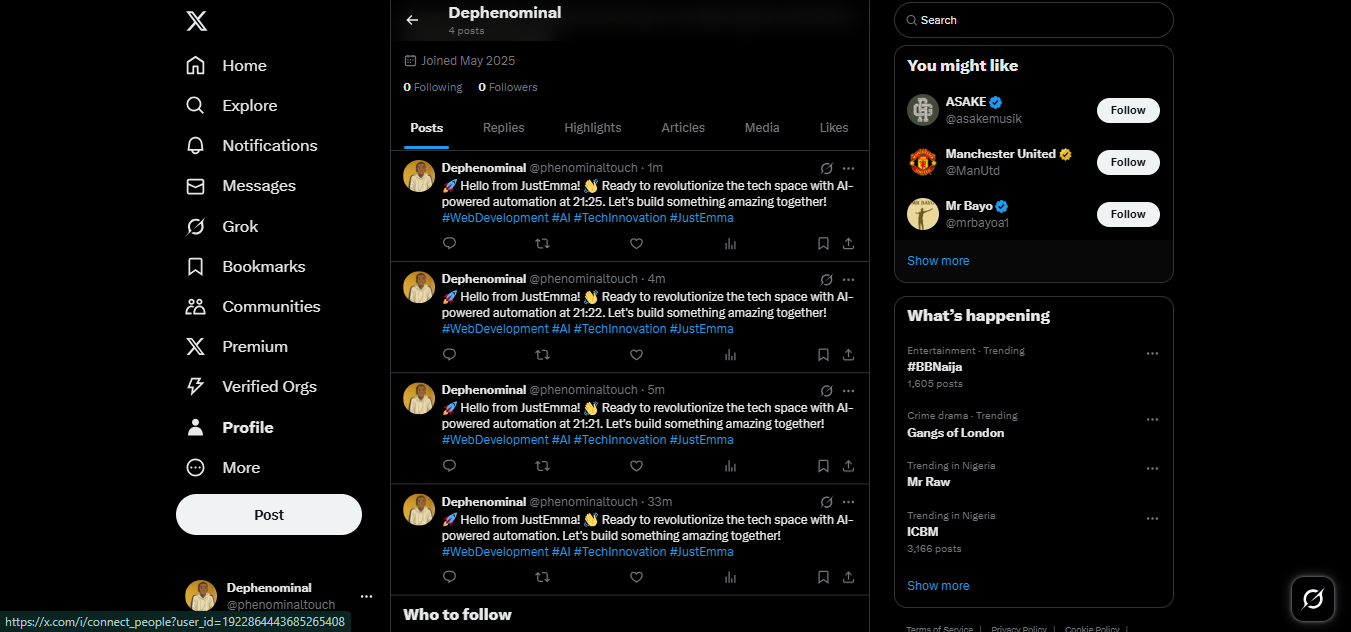 Home
Explore
Notifications
Messages
Grok
Bookmarks
Communities
Premium
Verified Orgs
Profile
More
Post
Dephenominal
@phenominaltouch
https://x.com/i/connect_people?user_id=1922864443685265408
Dephenominal
4 posts
Joined May 2025
0 Following 0 Followers
Posts Replies Highlights Articles Media Likes
Dephenominal @phenominaltouch · 1m
🚀 Hello from JustEmma! 👋 Ready to revolutionize the tech space with AI-
powered automation at 21:25. Let's build something amazing together!
#WebDevelopment #AI #TechInnovation #JustEmma
Dephenominal @phenominaltouch · 4m
🚀 Hello from JustEmma! 👋 Ready to revolutionize the tech space with AI-
powered automation at 21:22. Let's build something amazing together!
#WebDevelopment #AI #TechInnovation #JustEmma
Dephenominal @phenominaltouch · 5m
🚀 Hello from JustEmma! 👋 Ready to revolutionize the tech space with AI-
powered automation at 21:21. Let's build something amazing together!
#WebDevelopment #AI #TechInnovation #JustEmma
Dephenominal @phenominaltouch · 33m
🚀 Hello from JustEmma! 👋 Ready to revolutionize the tech space with AI-
powered automation. Let's build something amazing together!
#WebDevelopment #AI #TechInnovation #JustEmma
Who to follow
Search
You might like
ASAKE
@asakemusik
Follow
Manchester United
@ManUtd
Follow
Mr Bayo
@mrbayoa1
Follow
Show more
What's happening
Entertainment · Trending
#BBNaija
1,605 posts
Crime drama · Trending
Gangs of London
Trending in Nigeria
Mr Raw
Trending in Nigeria
ICBM
3,166 posts
Show more
Terms of Service | Privacy Policy | Cookie Policy |